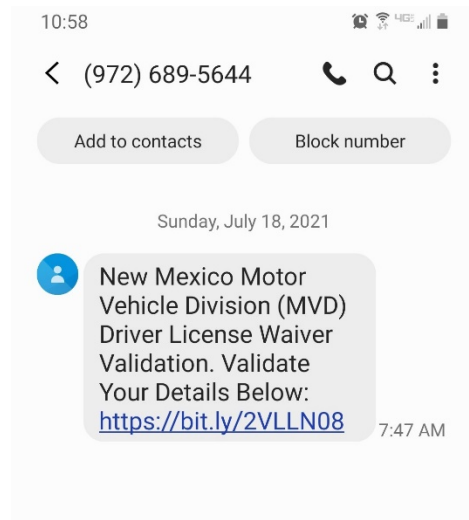 10:58 4GE
(972) 689-5644
Add to contacts Block number
Sunday, July 18, 2021
New Mexico Motor
Vehicle Division (MVD)
Driver License Waiver
Validation. Validate
Your Details Below:
https://bit.ly/2VLLN08
7:47 AM